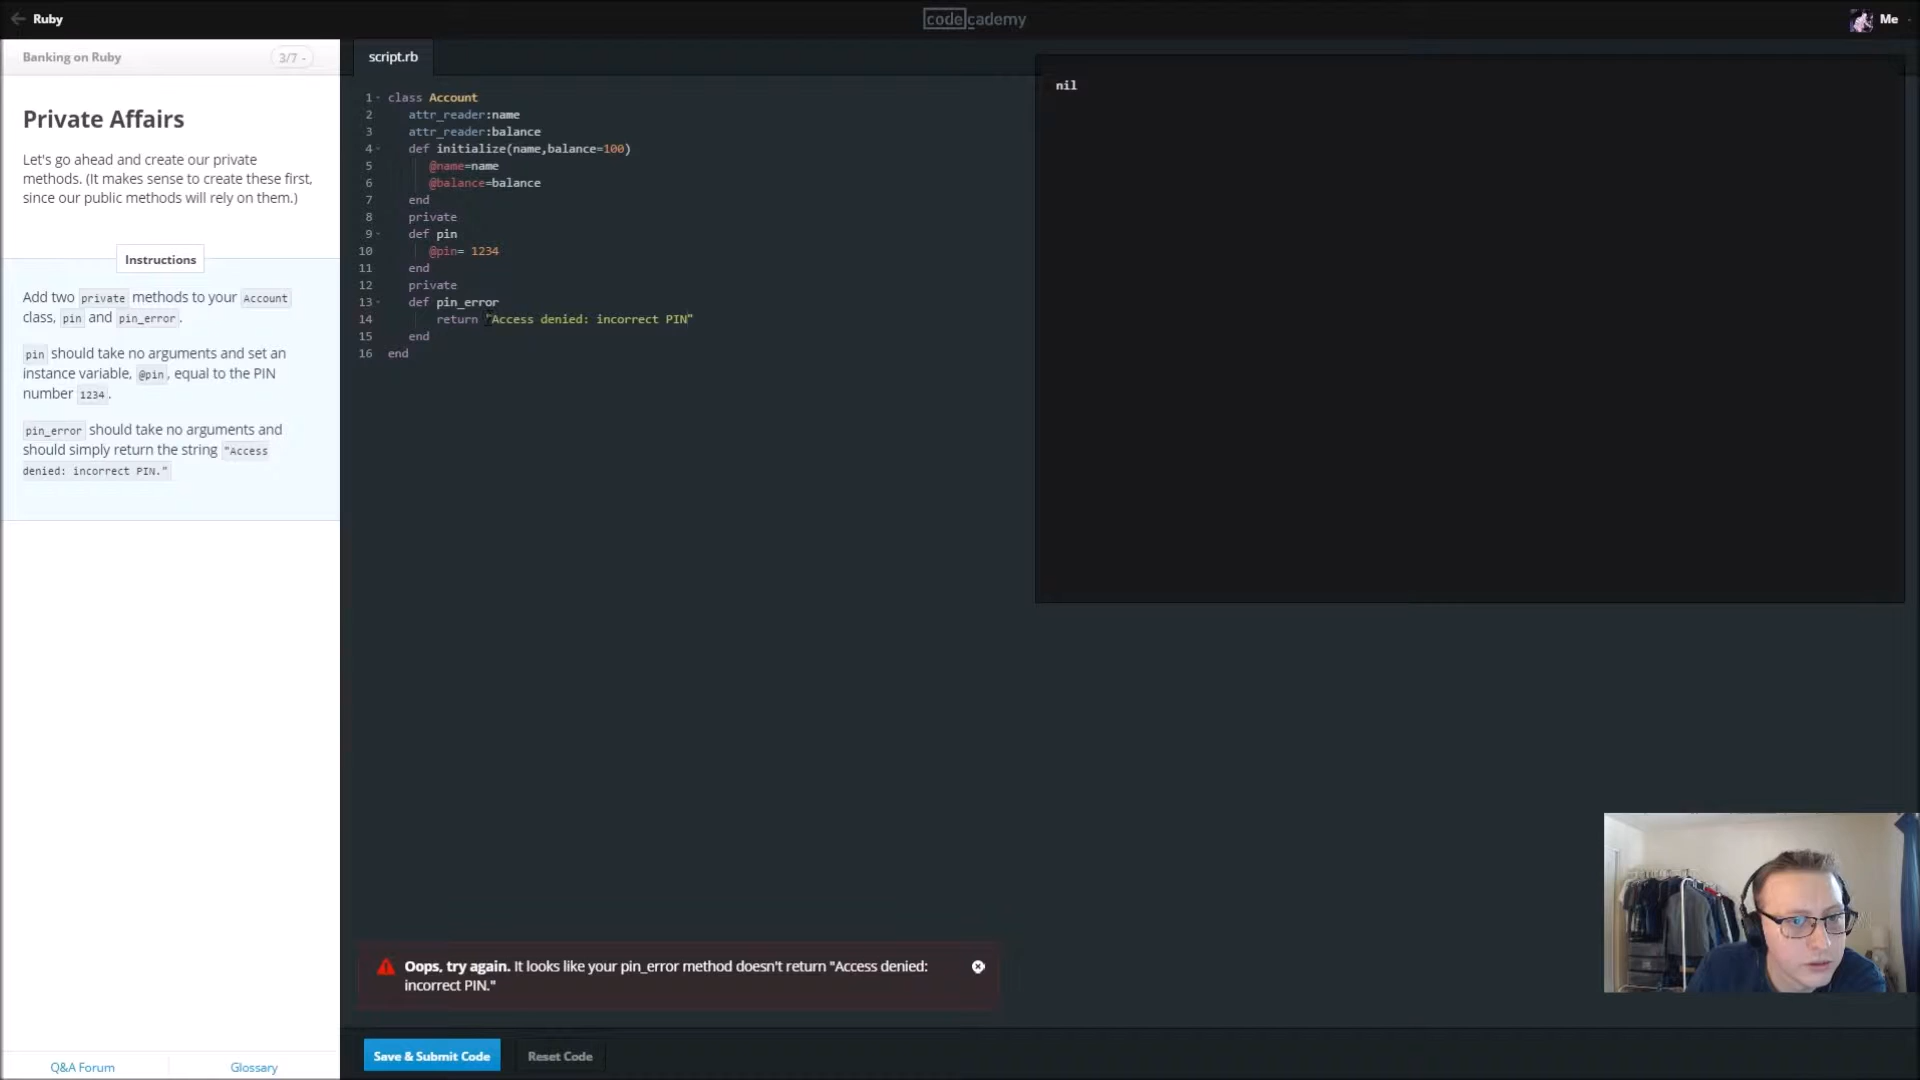 Ruby
codecademy
Me
Banking on Ruby
3/7
script.rb
Private Affairs
Let's go ahead and create our private
methods. (It makes sense to create these first,
since our public methods will rely on them.)
Instructions
Add two private methods to your Account
class, pin and pin_error.
pin should take no arguments and set an
instance variable, @pin, equal to the PIN
number 1234.
pin_error should take no arguments and
should simply return the string "Access
denied: incorrect PIN."
Q&A Forum
Glossary
1 class Account
2 attr_reader:name
3 attr_reader:balance
4 def initialize(name,balance=100)
5 @name=name
6 @balance=balance
7 end
8 private
9 def pin
10 @pin= 1234
11 end
12 private
13 def pin_error
14 return "Access denied: incorrect PIN"
15 end
16 end
nil
Oops, try again. It looks like your pin_error method doesn't return "Access denied:
incorrect PIN."
Save & Submit Code
Reset Code